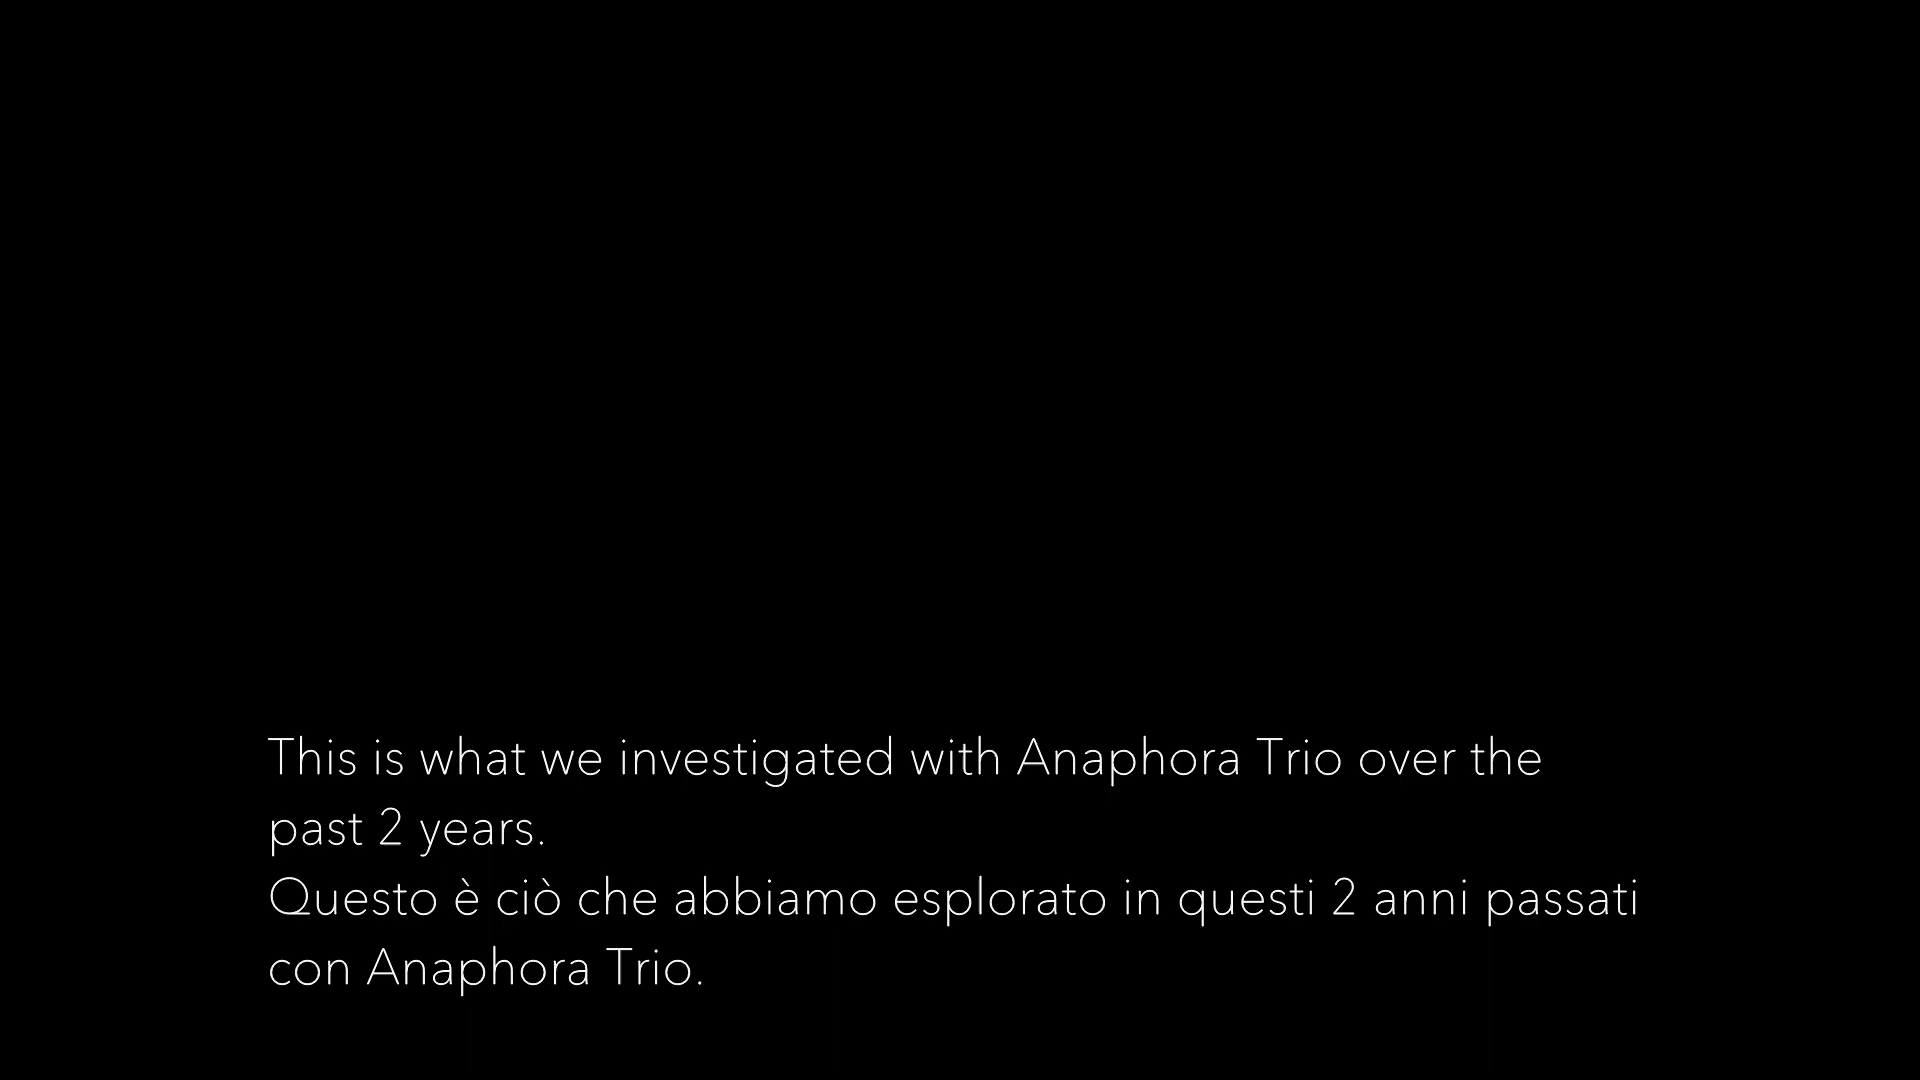 This is what we investigated with Anaphora Trio over the
past 2 years.
Questo è ciò che abbiamo esplorato in questi 2 anni passati
con Anaphora Trio.